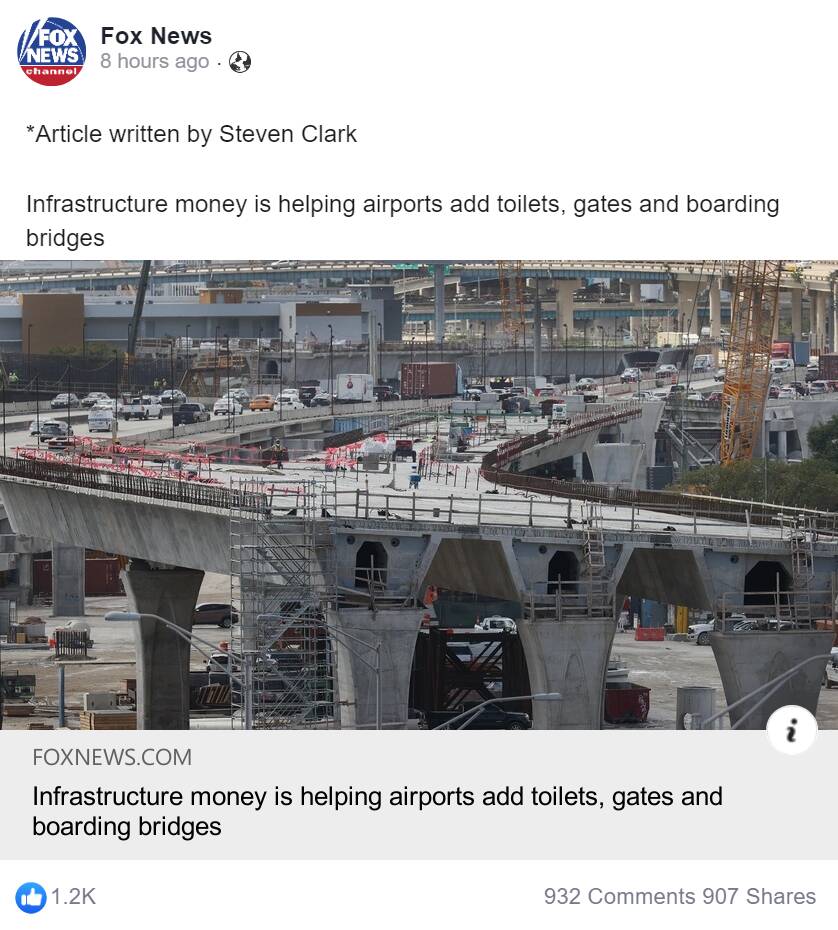 FOX
NEWS
channel
Fox News
8 hours ago ·
*Article written by Steven Clark
Infrastructure money is helping airports add toilets, gates and boarding
bridges
i
FOXNEWS.COM
Infrastructure money is helping airports add toilets, gates and
boarding bridges
1.2K
932 Comments 907 Shares